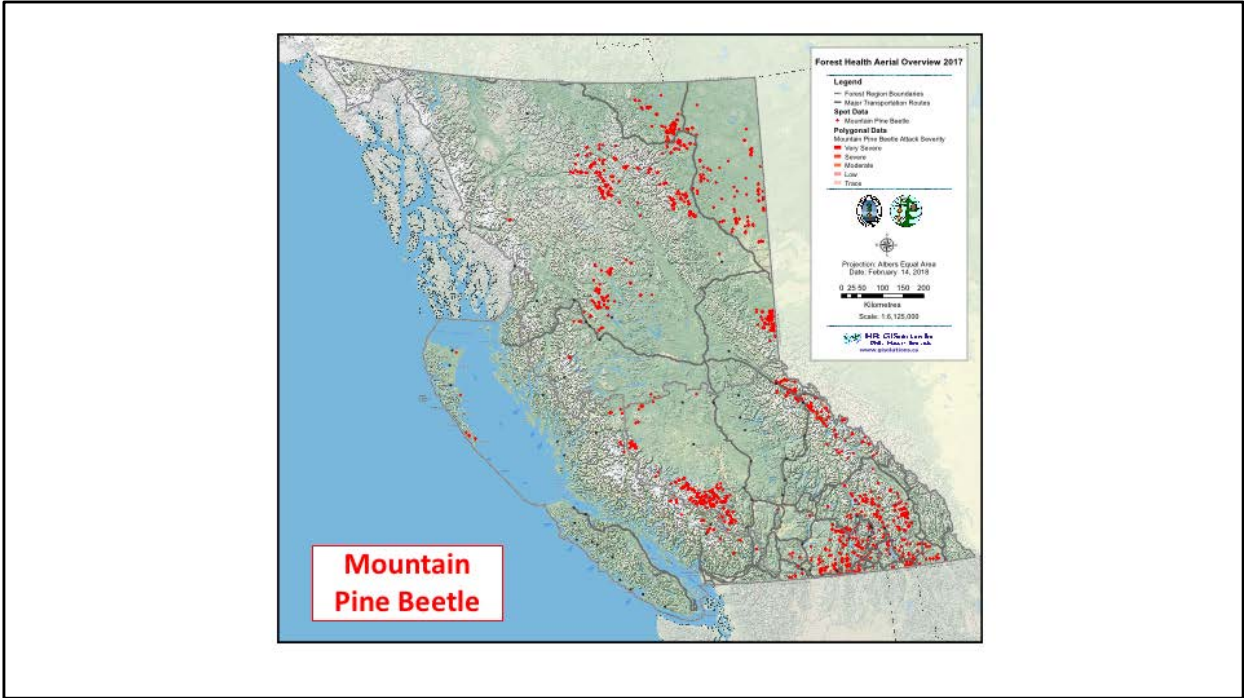 Forest Health Aerial Overview 2017
Legend
Forest Region Boundaries
Major Transportation Routes
Spot Data
Mountain Pine Beetle
Polygonal Data
Mountain Pine Beetle Attack Severity
Very Severe
Severe
Moderate
Low
Trace
Projection: Albers Equal Area
Date: February 14, 2018
0 25 50 100 150 200
Kilometres
Scale: 1:6,125,000
Mountain
Pine Beetle